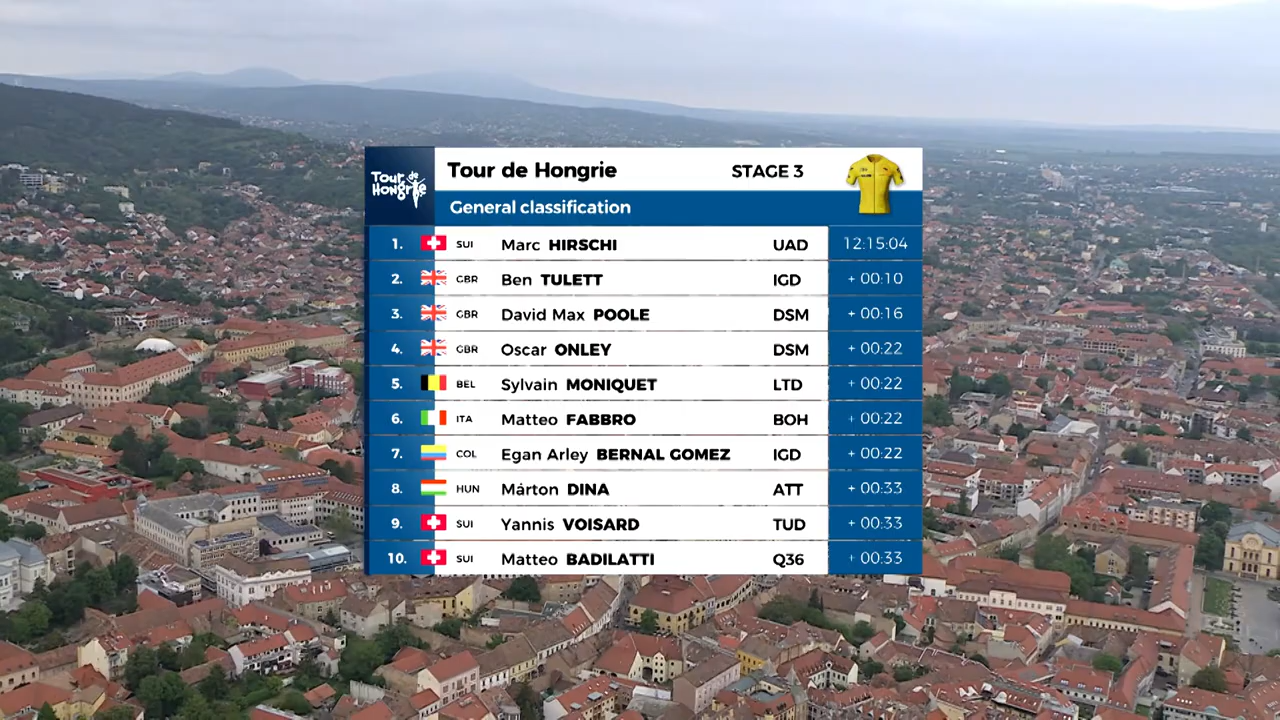 Tour de Hongrie
Tour de Hongrie STAGE 3
General classification
1. SUI Marc HIRSCHI UAD 12:15:04
2. GBR Ben TULETT IGD + 00:10
3. GBR David Max POOLE DSM + 00:16
4. GBR Oscar ONLEY DSM + 00:22
5. BEL Sylvain MONIQUET LTD + 00:22
6. ITA Matteo FABBRO BOH + 00:22
7. COL Egan Arley BERNAL GOMEZ IGD + 00:22
8. HUN Márton DINA ATT + 00:33
9. SUI Yannis VOISARD TUD + 00:33
10. SUI Matteo BADILATTI Q36 + 00:33